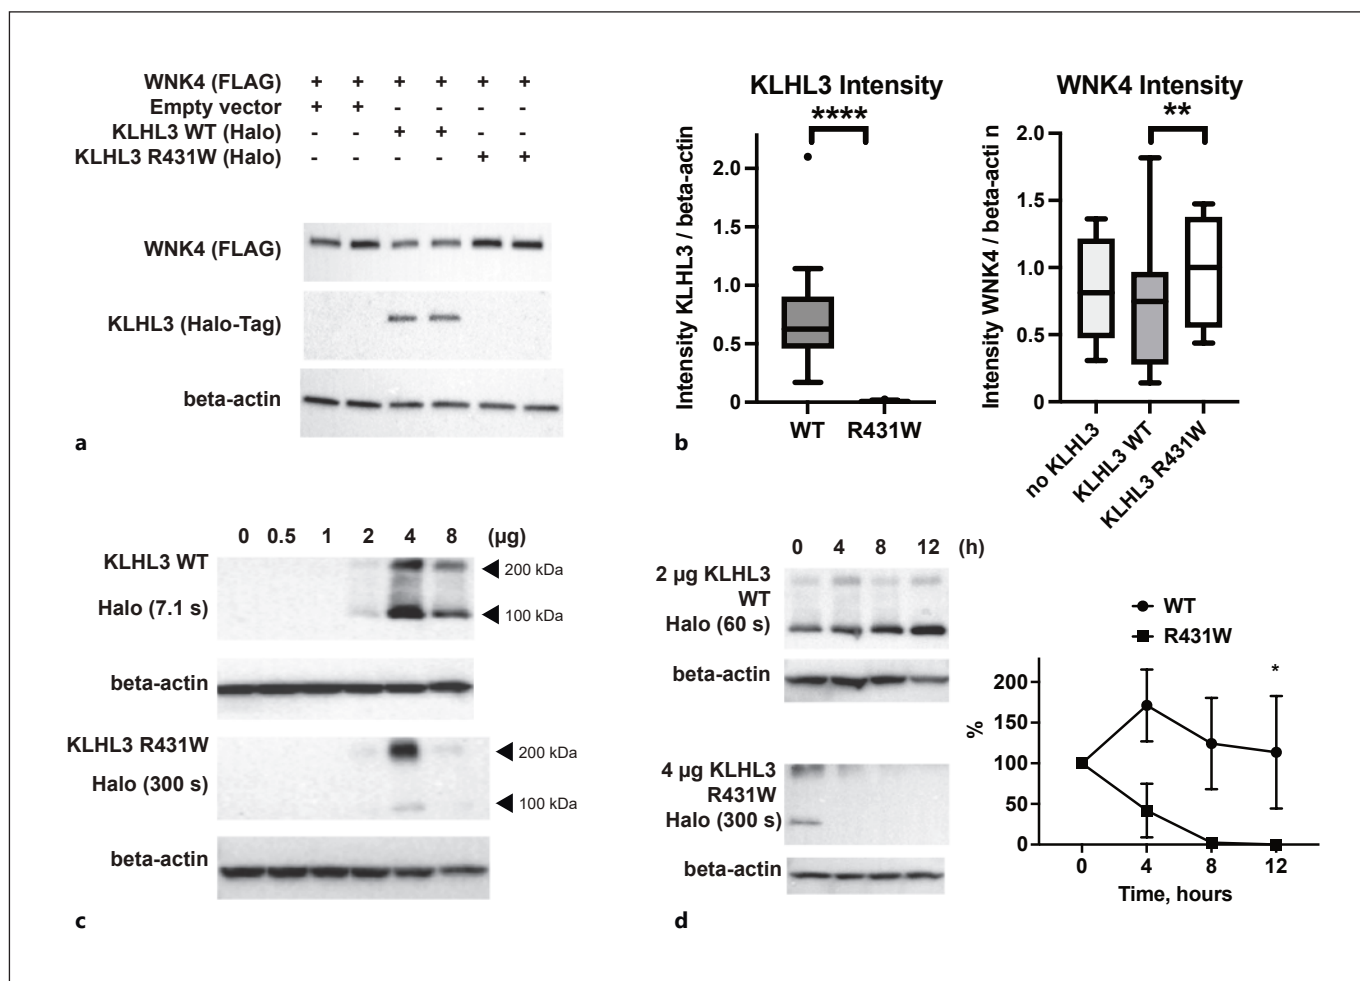 WNK4 (FLAG) + + + + + +
Empty vector + + - - - -
KLHL3 WT (Halo) - - + + - -
KLHL3 R431W (Halo) - - - - + +
WNK4 (FLAG)
KLHL3 (Halo-Tag)
beta-actin
a
KLHL3 Intensity
****
Intensity KLHL3 / beta-actin
2.0
1.5
1.0
0.5
0
WT R431W
b
WNK4 Intensity
**
Intensity WNK4 / beta-acti n
2.0
1.5
1.0
0.5
0
no KLHL3
KLHL3 WT
KLHL3 R431W
0 0.5 1 2 4 8 (µg)
KLHL3 WT
200 kDa
Halo (7.1 s)
100 kDa
beta-actin
KLHL3 R431W
200 kDa
Halo (300 s)
100 kDa
beta-actin
c
0 4 8 12 (h)
2 µg KLHL3
WT
Halo (60 s)
beta-actin
4 µg KLHL3
R431W
Halo (300 s)
beta-actin
d
WT
R431W
*
%
200
150
100
50
0
0 4 8 12
Time, hours